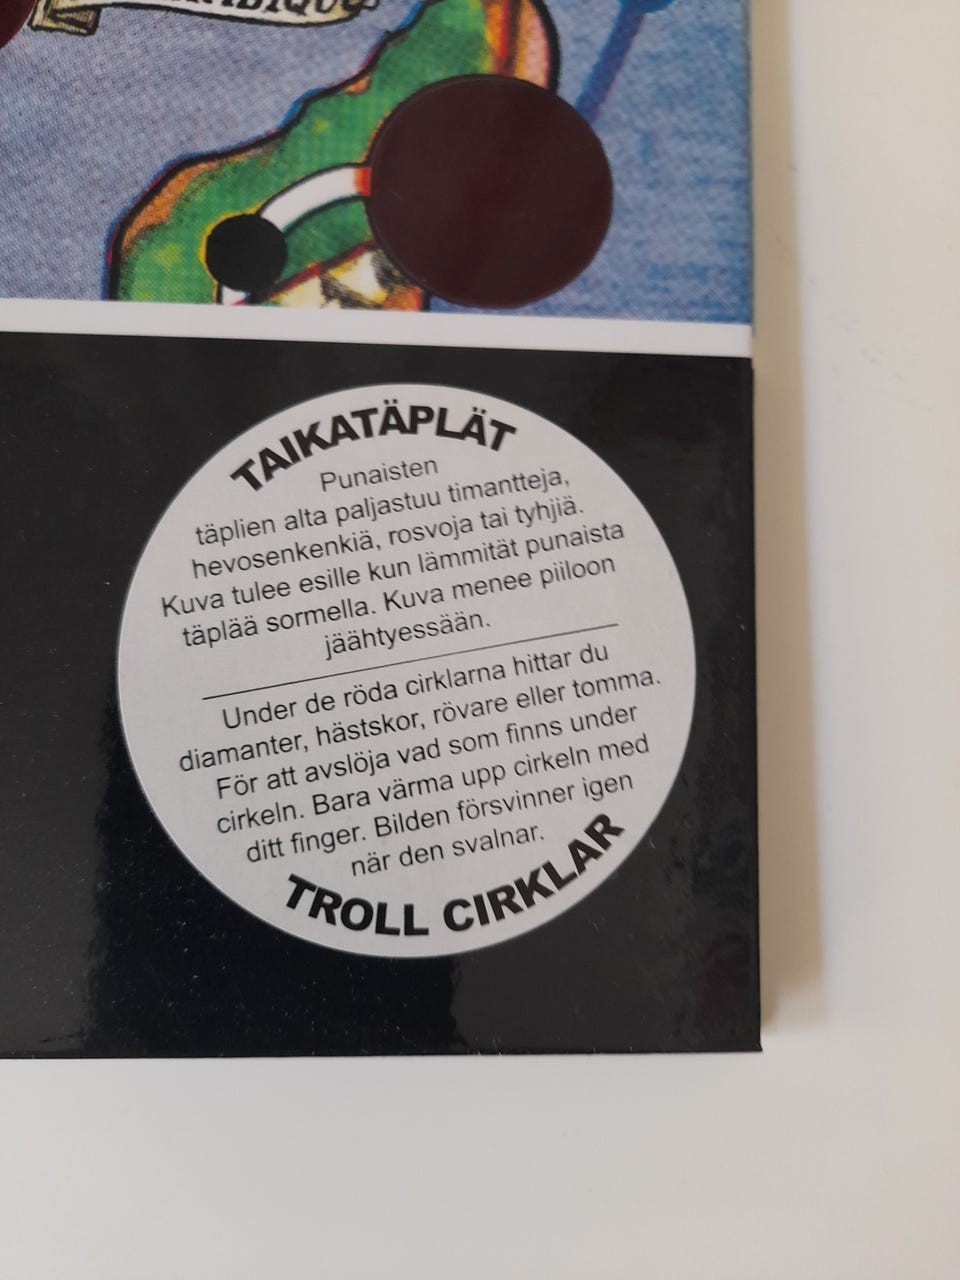 TAIKATÄPLÄT
Punaisten
täplien alta paljastuu timantteja,
hevosenkenkiä, rosvoja tai tyhjiä.
Kuva tulee esille kun lämmität punaista
täplää sormella. Kuva menee piiloon
jäähtyessään.
Under de röda cirklarna hittar du
diamanter, hästskor, rövare eller tomma.
För att avslöja vad som finns under
cirkeln. Bara värma upp cirkeln med
ditt finger. Bilden försvinner igen
när den svalnar.
TROLL CIRKLAR